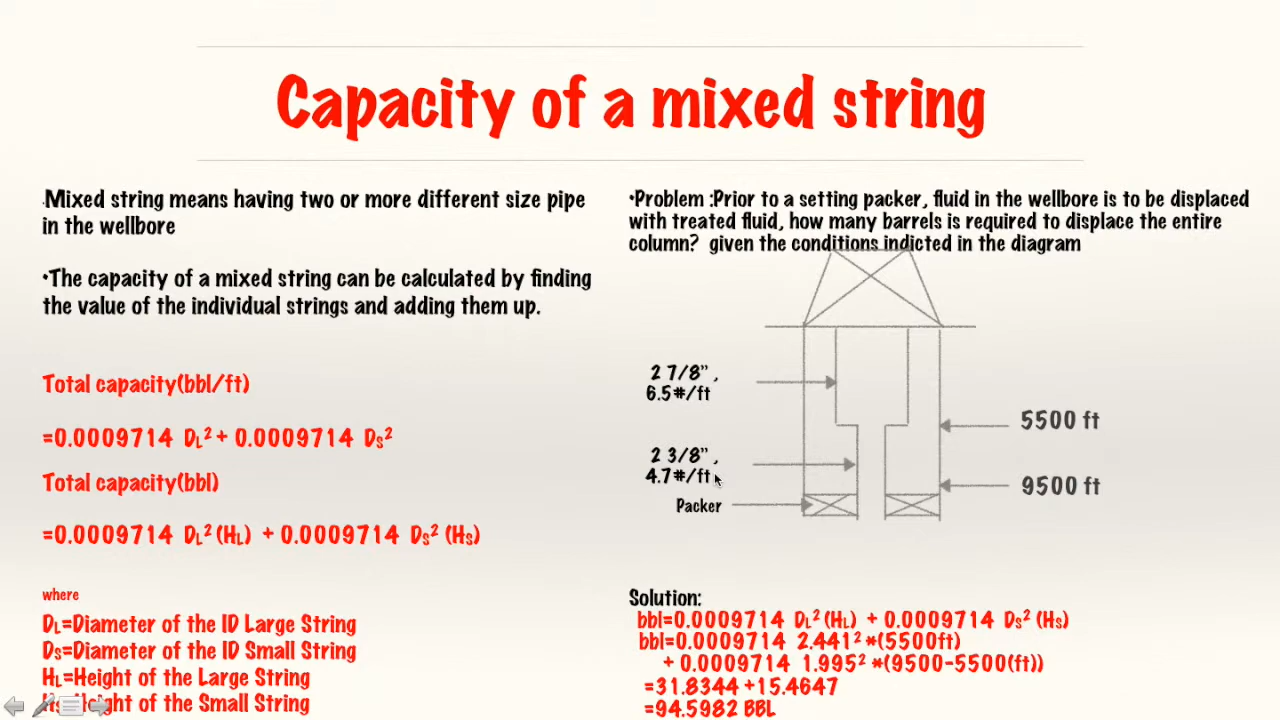 Capacity of a mixed string
.Mixed string means having two or more different size pipe
in the wellbore
•The capacity of a mixed string can be calculated by finding
the value of the individual strings and adding them up.
Total capacity(bbl/ft)
=0.0009714 DL² + 0.0009714 DS²
Total capacity(bbl)
=0.0009714 DL² (HL) + 0.0009714 DS² (HS)
where
DL=Diameter of the ID Large String
DS=Diameter of the ID Small String
HL=Height of the Large String
HS=Height of the Small String
•Problem :Prior to a setting packer, fluid in the wellbore is to be displaced
with treated fluid, how many barrels is required to displace the entire
column? given the conditions indicted in the diagram
2 7/8” ,
6.5#/ft
5500 ft
2 3/8” ,
4.7#/ft
9500 ft
Packer
Solution:
bbl=0.0009714 DL² (HL) + 0.0009714 DS² (HS)
bbl=0.0009714 2.441² *(5500ft)
+ 0.0009714 1.995² *(9500-5500(ft))
=31.8344 +15.4647
=94.5982 BBL